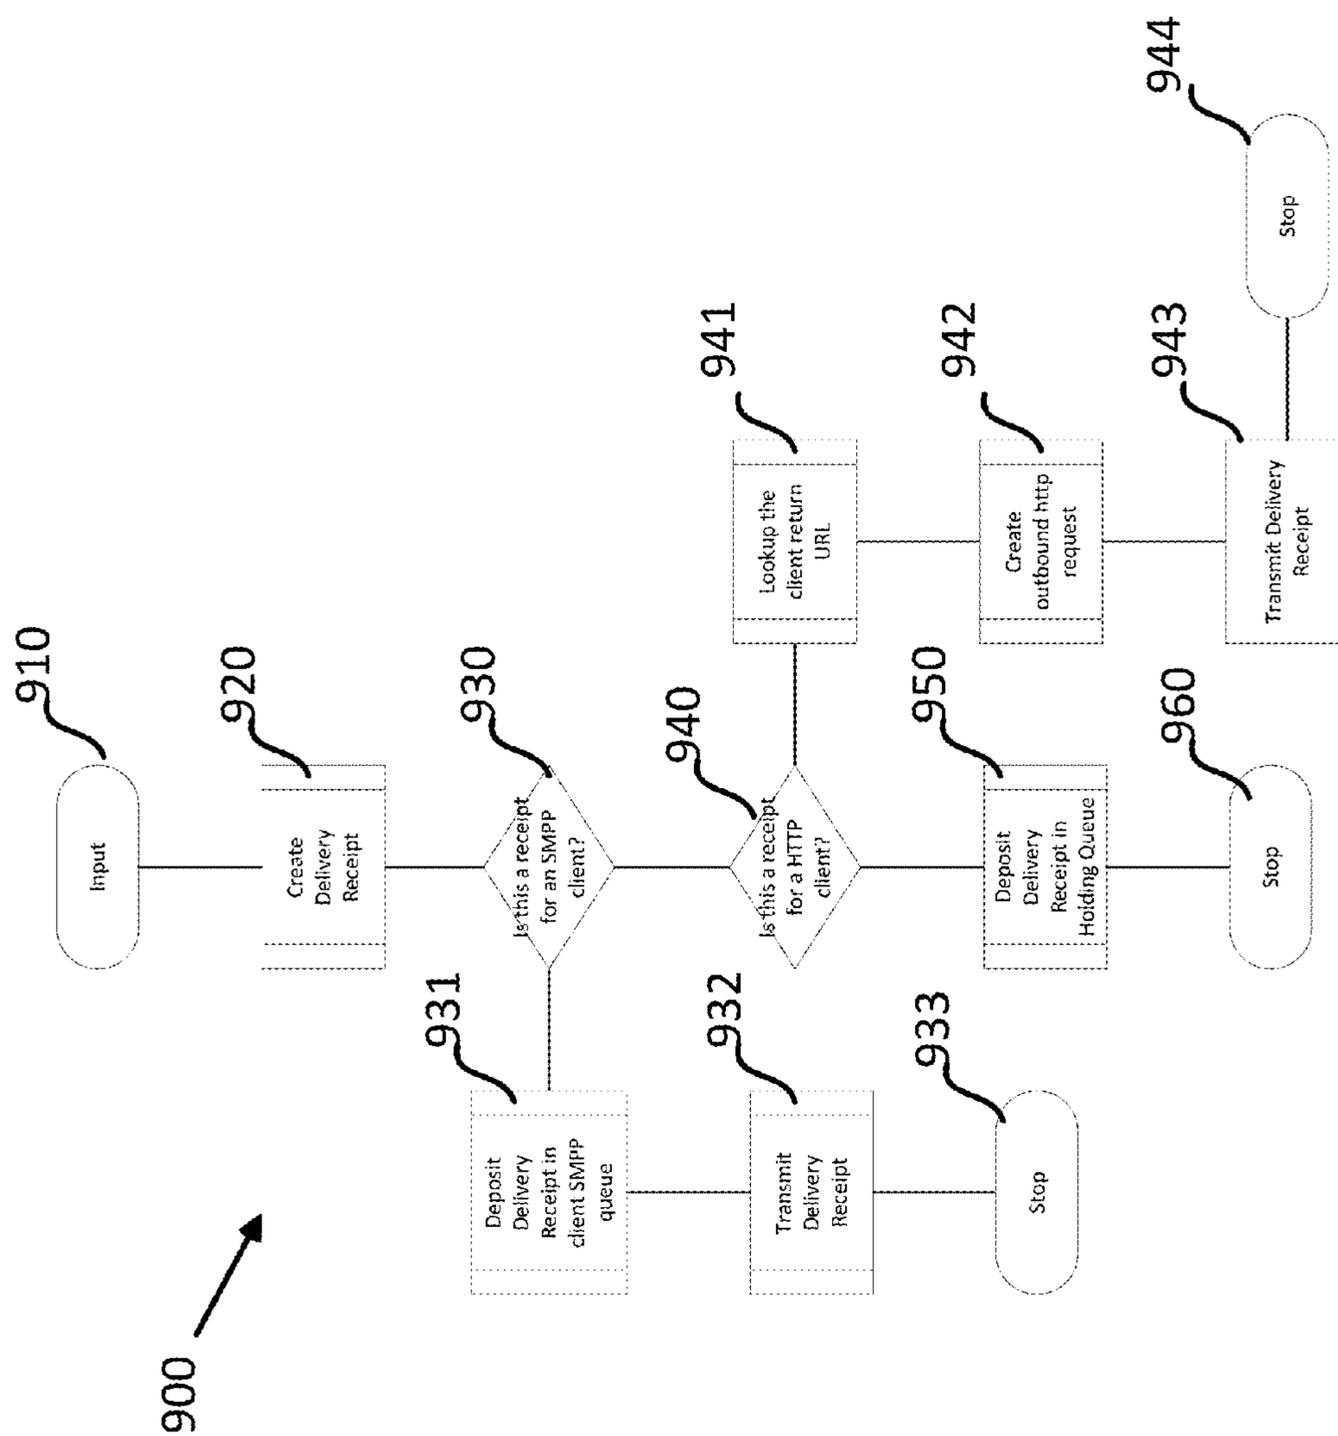 900
910
Input
920
Create
Delivery
Receipt
930
Is this a receipt
for an SMPP
client?
931
Deposit
Delivery
Receipt in
client SMPP
queue
932
Transmit
Delivery
Receipt
933
Stop
940
Is this a receipt
for a HTTP
client?
941
Lookup the
client return
URL
942
Create
outbound http
request
943
Transmit Delivery
Receipt
944
Stop
950
Deposit
Delivery
Receipt in
Holding Queue
960
Stop